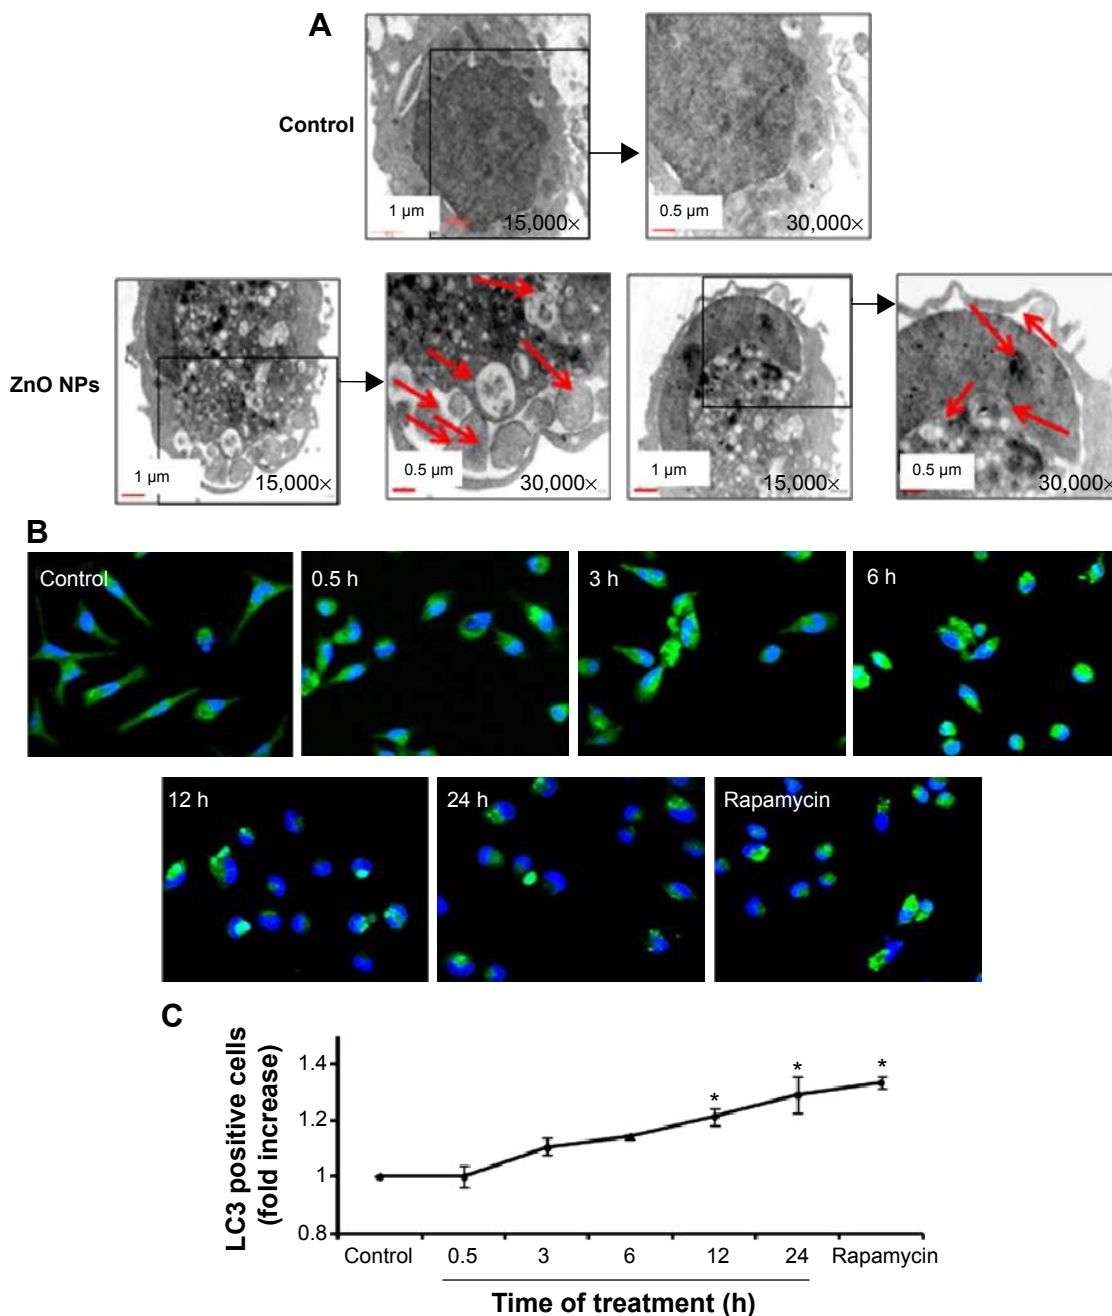 A
Control
1 µm
15,000×
0.5 µm
30,000×
ZnO NPs
1 µm
15,000×
0.5 µm
30,000×
1 µm
15,000×
0.5 µm
30,000×
B
Control
0.5 h
3 h
6 h
12 h
24 h
Rapamycin
C
LC3 positive cells
(fold increase)
1.4
1.2
1
0.8
*
*
*
Control
0.5
3
6
12
24
Rapamycin
Time of treatment (h)